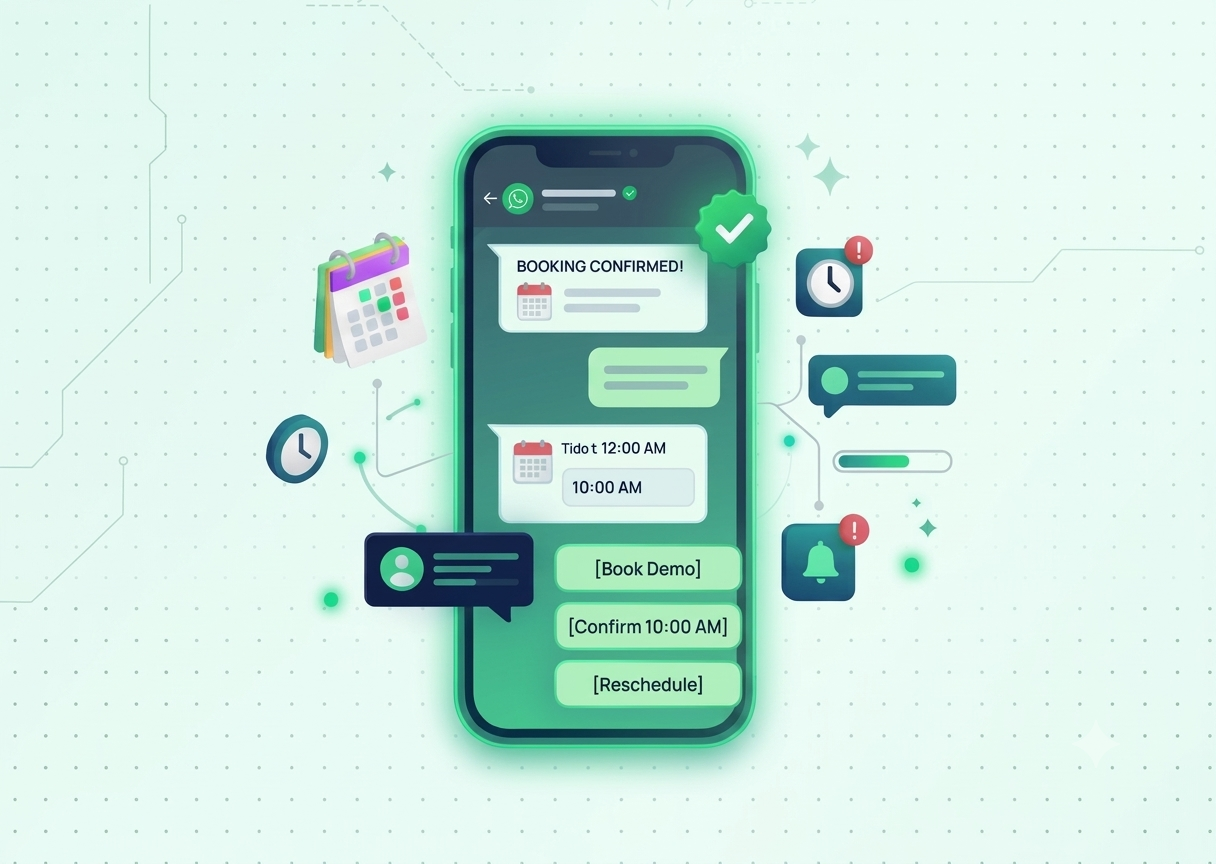 BOOKING CONFIRMED!
Tidot 12:00 AM
10:00 AM
[Book Demo]
[Confirm 10:00 AM]
[Reschedule]